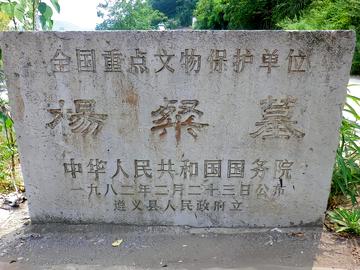 全国重点文物保护单位
楊粲墓
中华人民共和国国务院
一九八二年二月二十三日公布
遵义县人民政府立